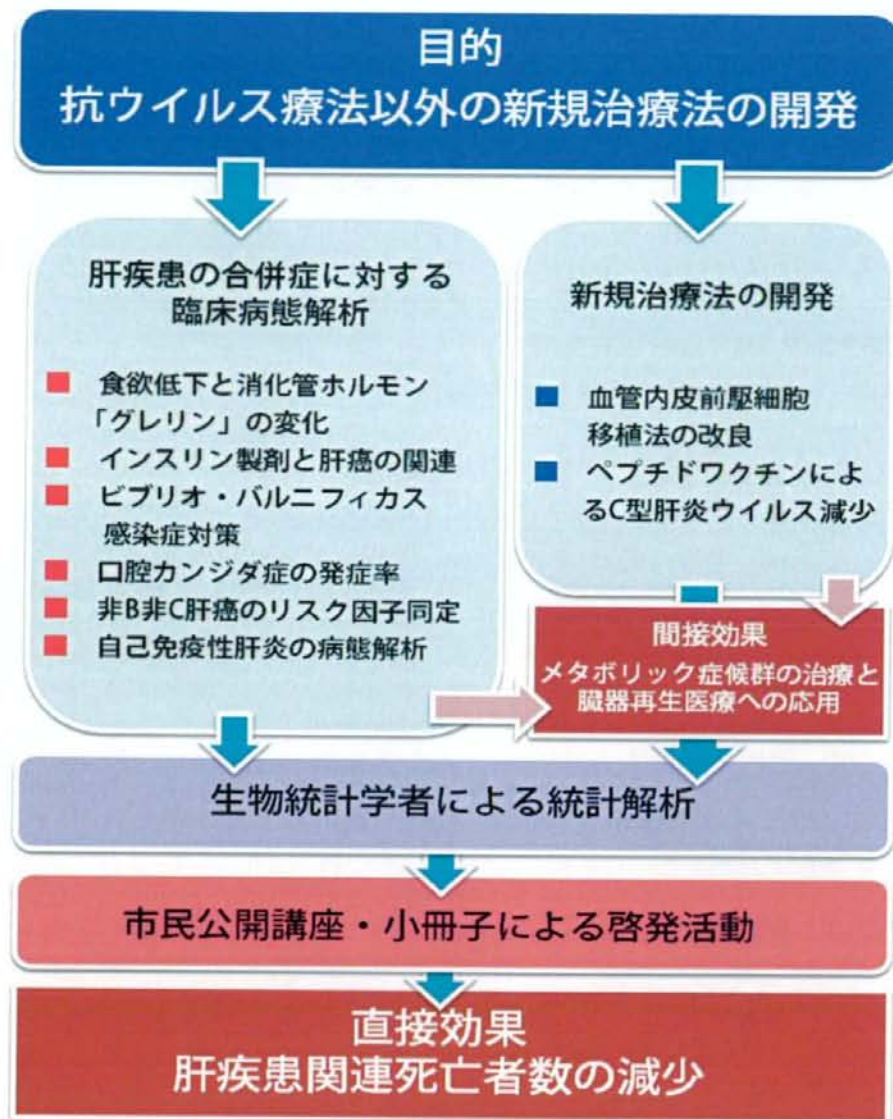 目的
抗ウイルス療法以外の新規治療法の開発
肝疾患の合併症に対する
臨床病態解析
食欲低下と消化管ホルモン
「グレリン」の変化
インスリン製剤と肝癌の関連
ビブリオ・バルニフィカス
感染症対策
口腔カンジダ症の発症率
非B非C肝癌のリスク因子同定
自己免疫性肝炎の病態解析
新規治療法の開発
血管内皮前駆細胞
移植法の改良
ペプチドワクチンによ
るC型肝炎ウイルス減少
間接効果
メタボリック症候群の治療と
臓器再生医療への応用
生物統計学者による統計解析
市民公開講座・小冊子による啓発活動
直接効果
肝疾患関連死亡者数の減少